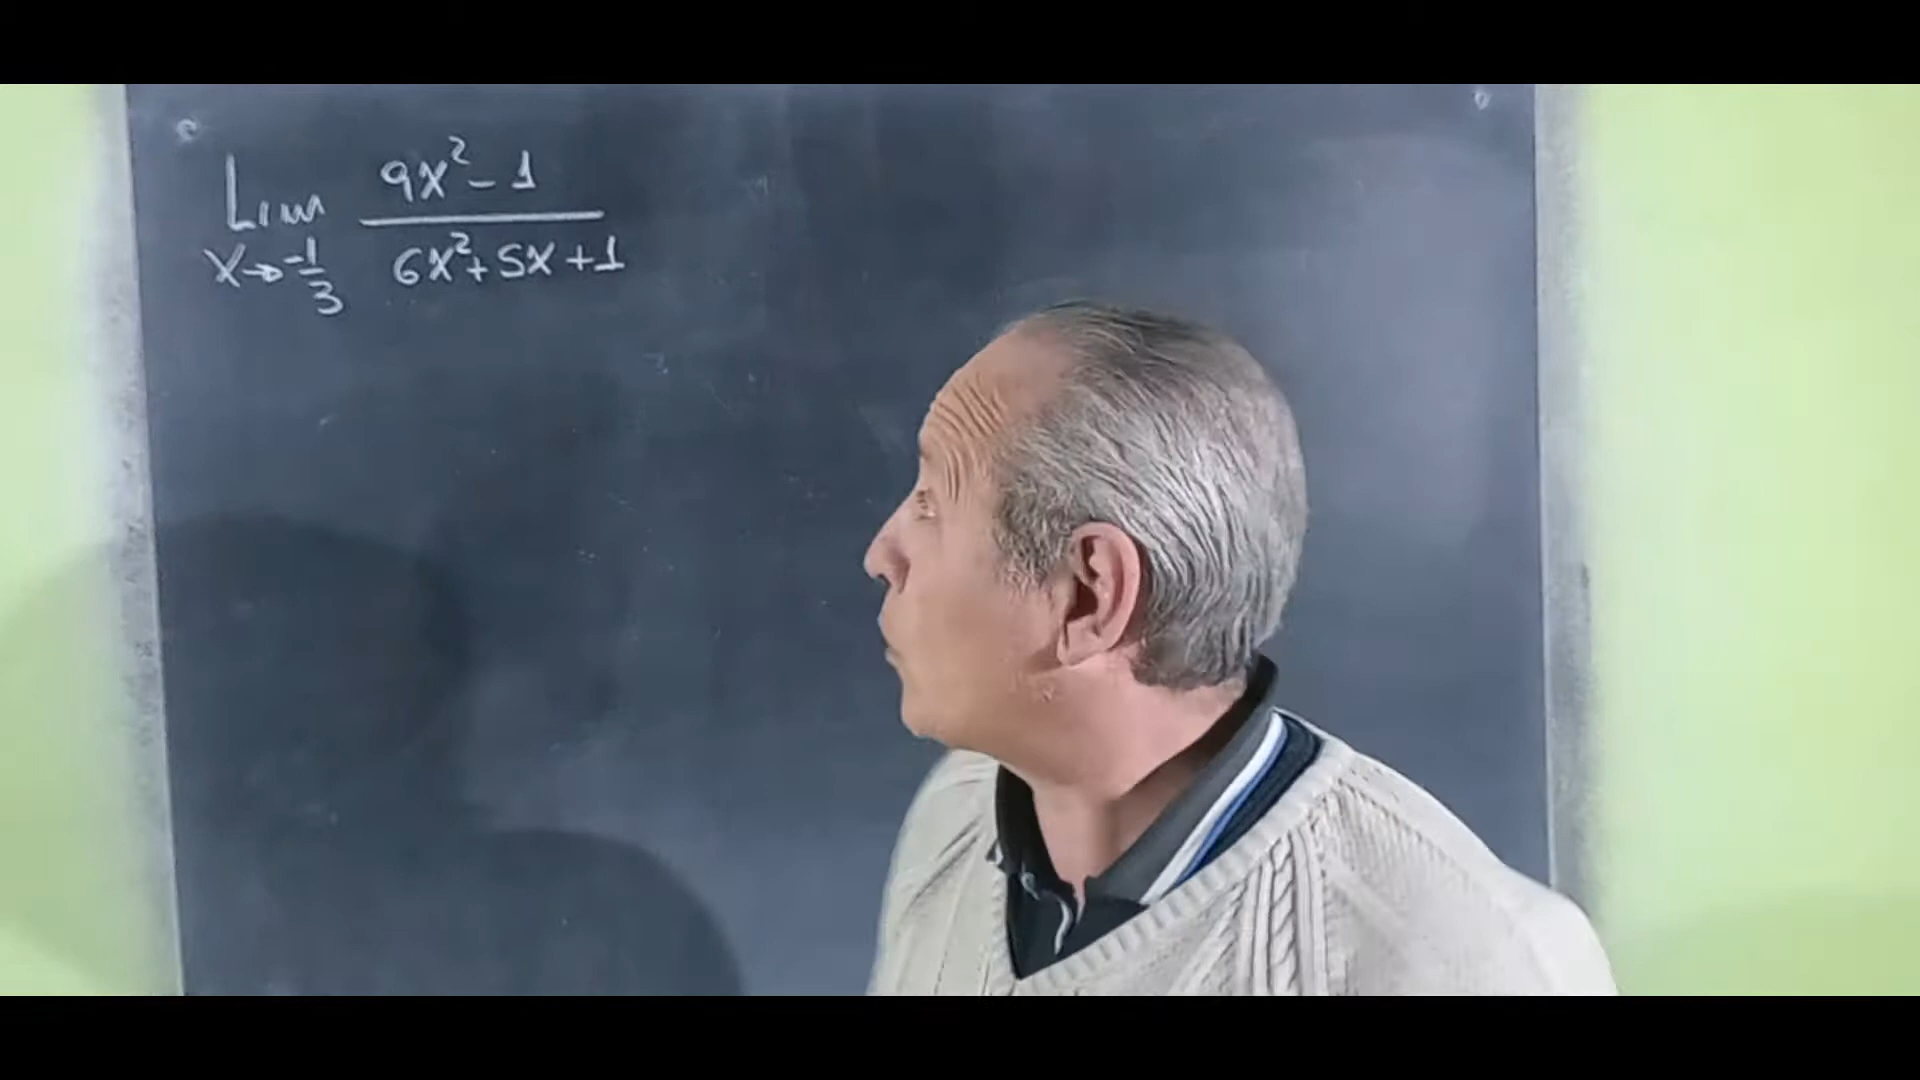 Lim 9x² - 1
x→ -1/3 6x² + 5x + 1